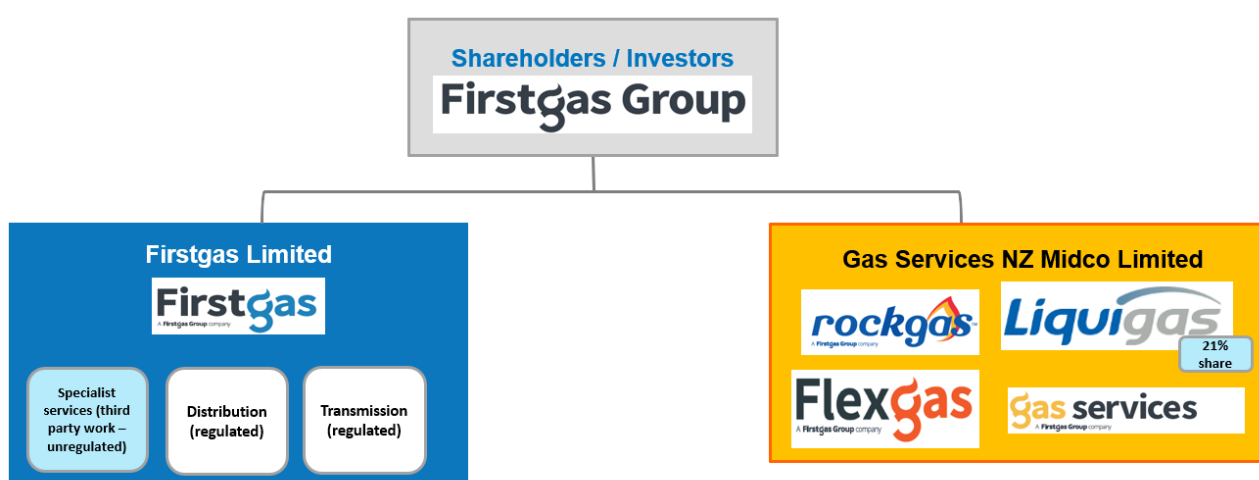 Shareholders / Investors
Firstgas Group
Firstgas Limited
Firstgas
A Firstgas Group company
Specialist
services (third
party work –
unregulated)
Distribution
(regulated)
Transmission
(regulated)
Gas Services NZ Midco Limited
rockgas™
A Firstgas Group company
Liquigas
21%
share
Flexgas
A Firstgas Group company
gas services
A Firstgas Group company